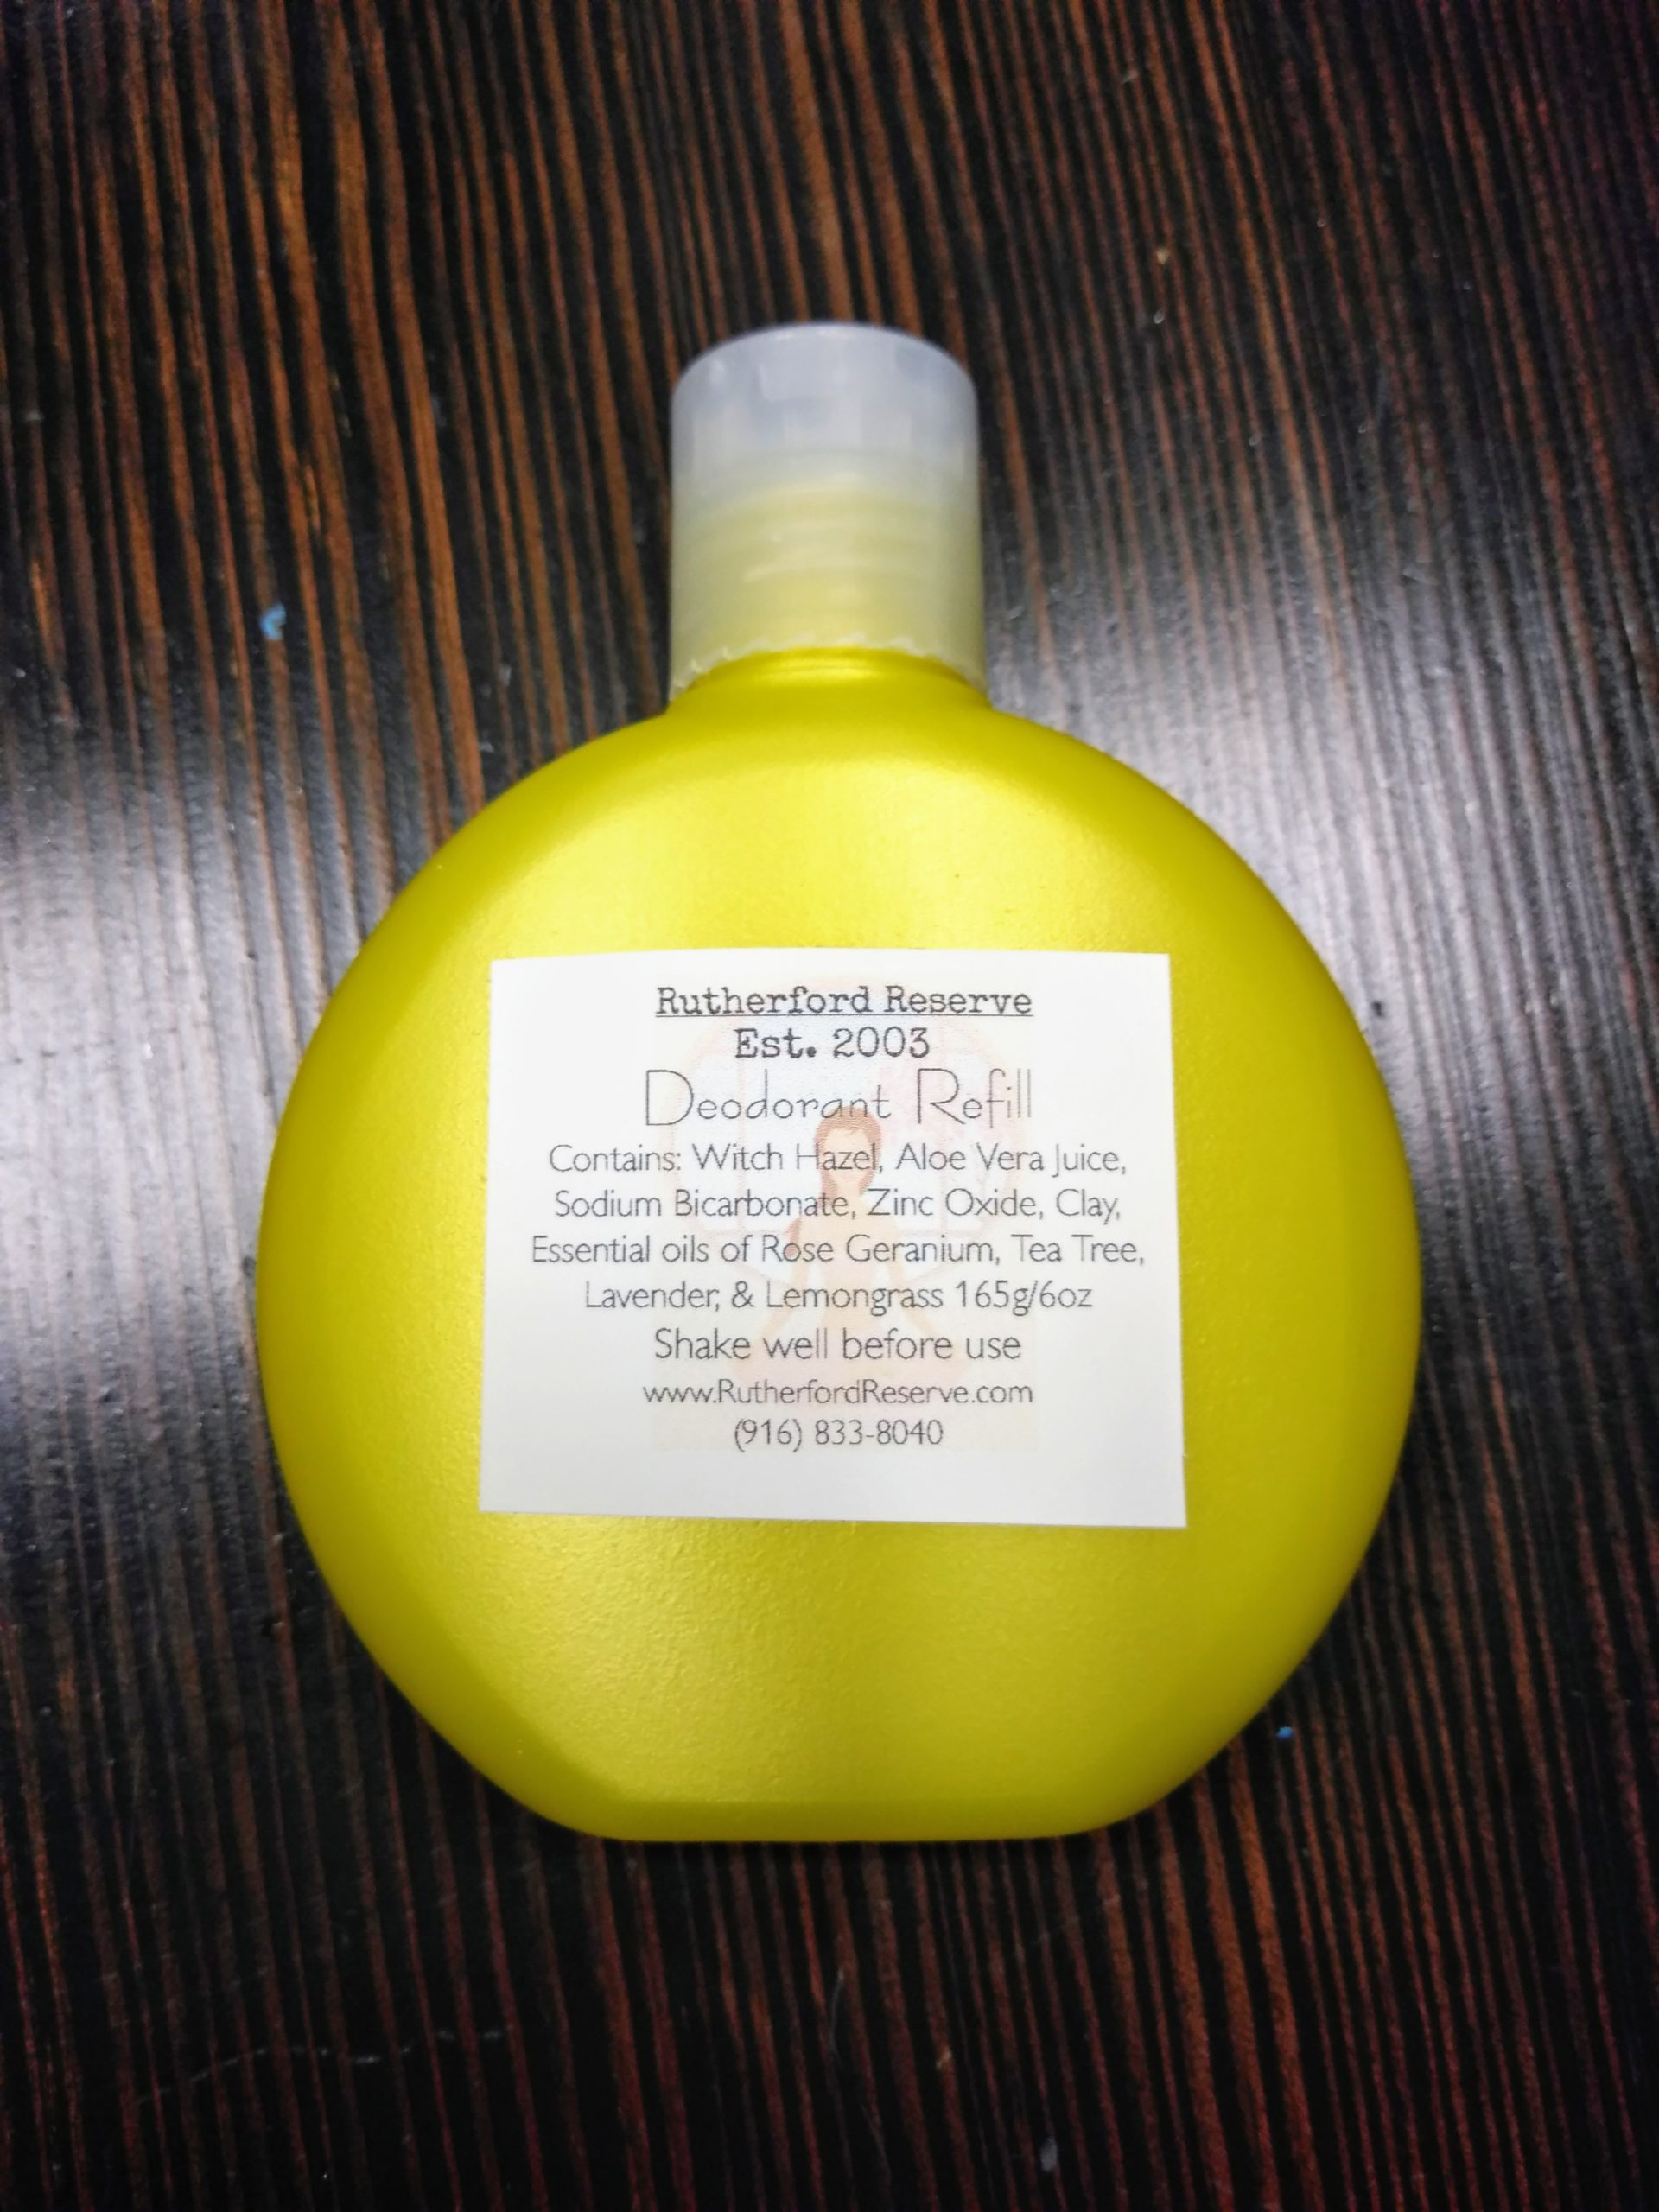 Rutherford Reserve
Est. 2003
Deodorant Refill
Contains: Witch Hazel, Aloe Vera Juice,
Sodium Bicarbonate, Zinc Oxide, Clay,
Essential oils of Rose Geranium, Tea Tree,
Lavender, & Lemongrass 165g/6oz
Shake well before use
www.RutherfordReserve.com
(916) 833-8040